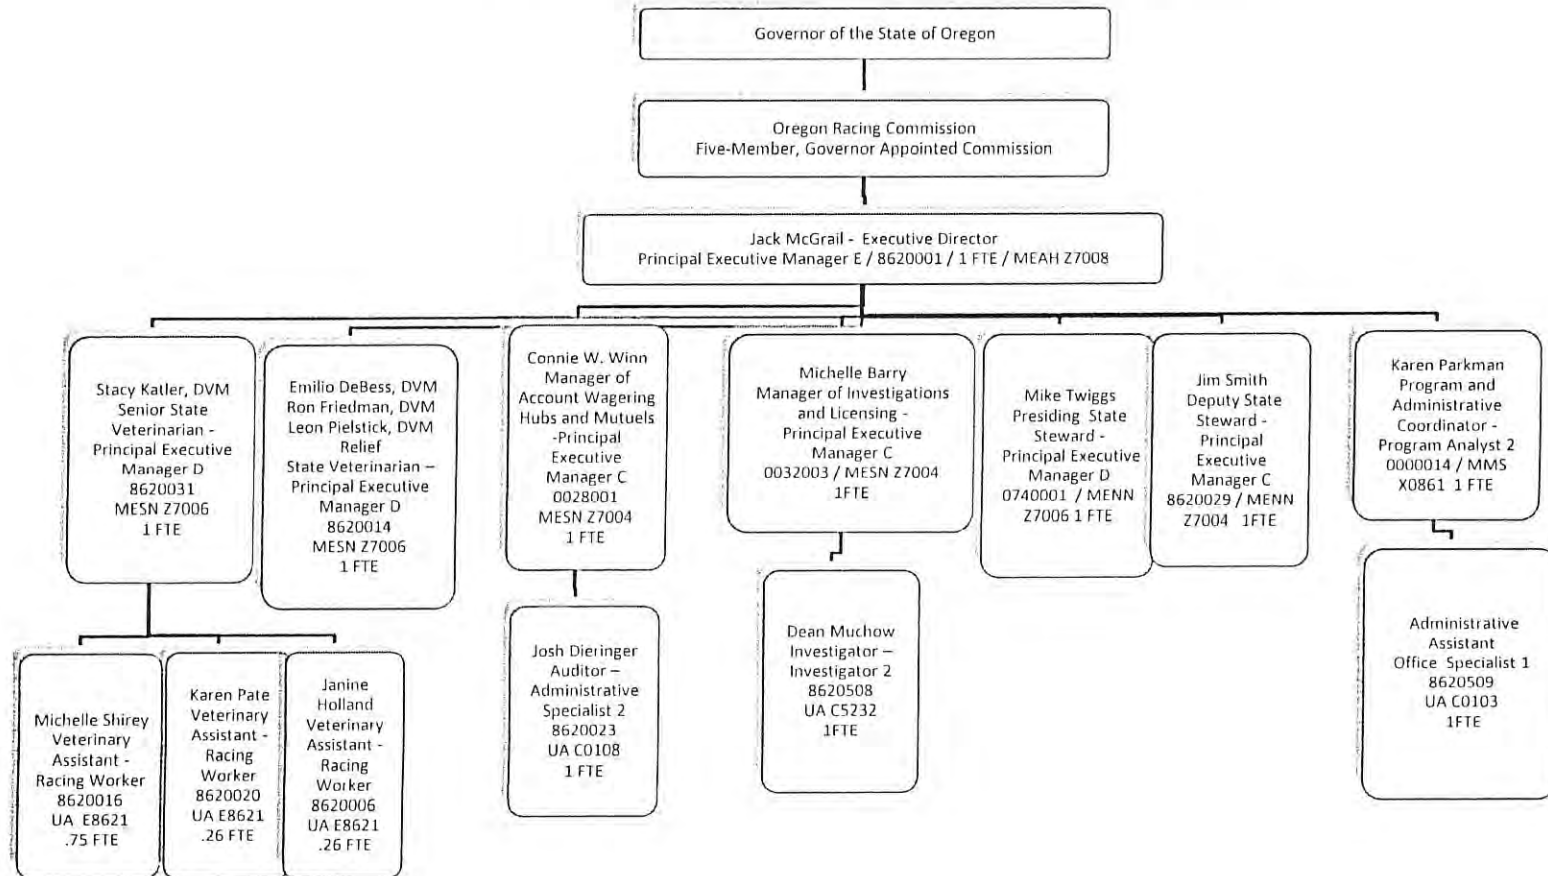 Governor of the State of Oregon
Oregon Racing Commission
Five-Member, Governor Appointed Commission
Jack McGrail - Executive Director
Principal Executive Manager E / 8620001 / 1 FTE / MEAH Z7008
Stacy Katler, DVM
Senior State
Veterinarian -
Principal Executive
Manager D
8620031
MESN Z7006
1 FTE
Emilio DeBess, DVM
Ron Friedman, DVM
Leon Pielstick, DVM
Relief
State Veterinarian –
Principal Executive
Manager D
8620014
MESN Z7006
1 FTE
Connie W. Winn
Manager of
Account Wagering
Hubs and Mutuels
-Principal
Executive
Manager C
0028001
MESN Z7004
1 FTE
Michelle Barry
Manager of Investigations
and Licensing -
Principal Executive
Manager C
0032003 / MESN Z7004
1FTE
Mike Twiggs
Presiding State
Steward -
Principal Executive
Manager D
0740001 / MENN
Z7006 1 FTE
Jim Smith
Deputy State
Steward -
Principal
Executive
Manager C
8620029 / MENN
Z7004 1FTE
Karen Parkman
Program and
Administrative
Coordinator -
Program Analyst 2
0000014 / MMS
X0861 1 FTE
Michelle Shirey
Veterinary
Assistant -
Racing Worker
8620016
UA E8621
.75 FTE
Karen Pate
Veterinary
Assistant -
Racing
Worker
8620020
UA E8621
.26 FTE
Janine
Holland
Veterinary
Assistant -
Racing
Worker
8620006
UA E8621
.26 FTE
Josh Dieringer
Auditor –
Administrative
Specialist 2
8620023
UA C0108
1 FTE
Dean Muchow
Investigator –
Investigator 2
8620508
UA C5232
1FTE
Administrative
Assistant
Office Specialist 1
8620509
UA C0103
1FTE